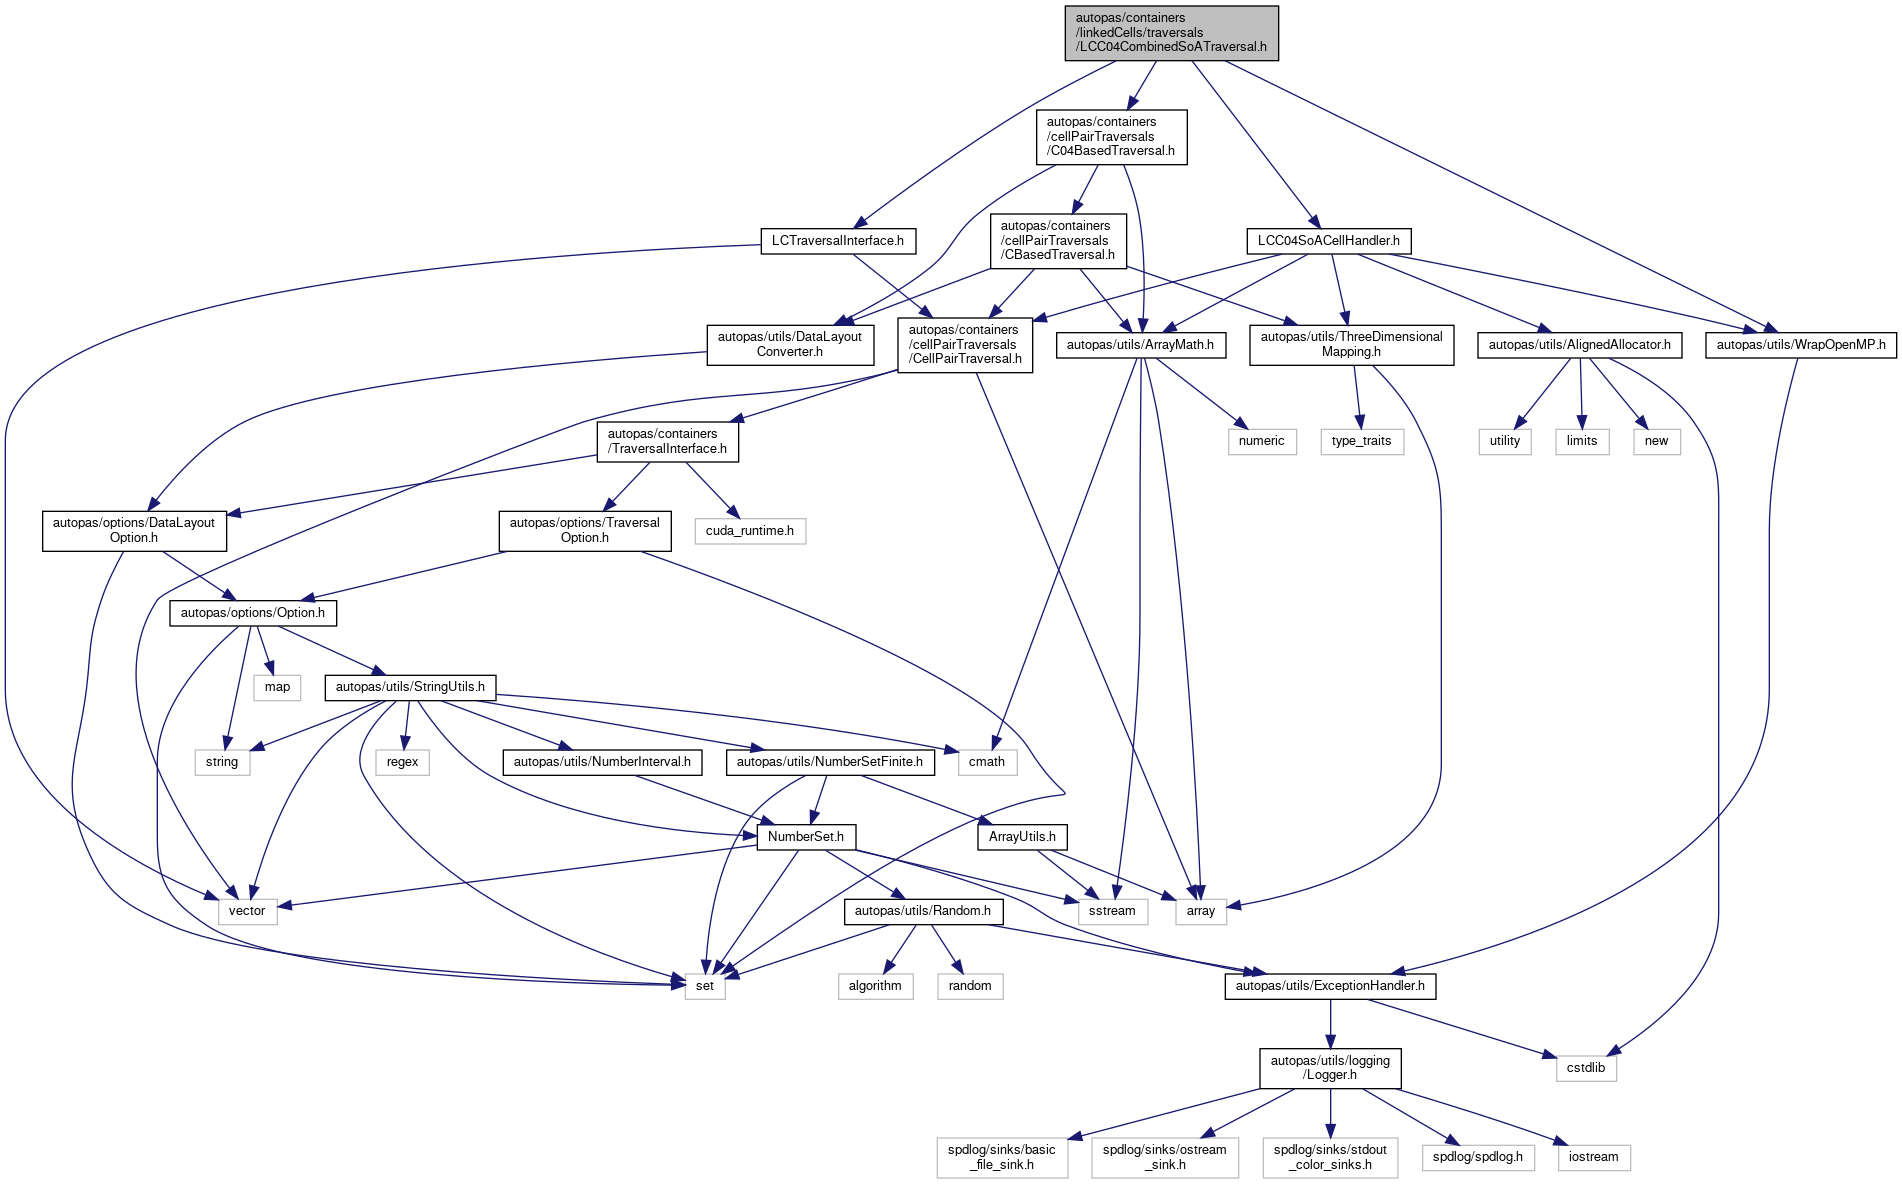 autopas/containers
/linkedCells/traversals
/LCC04CombinedSoATraversal.h
autopas/containers
/cellPairTraversals
/C04BasedTraversal.h
LCTraversalInterface.h
autopas/containers
/cellPairTraversals
/CBasedTraversal.h
LCC04SoACellHandler.h
autopas/utils/DataLayout
Converter.h
autopas/containers
/cellPairTraversals
/CellPairTraversal.h
autopas/utils/ArrayMath.h
autopas/utils/ThreeDimensional
Mapping.h
autopas/utils/AlignedAllocator.h
autopas/utils/WrapOpenMP.h
autopas/containers
/TraversalInterface.h
numeric
type_traits
utility
limits
new
autopas/options/DataLayout
Option.h
autopas/options/Traversal
Option.h
cuda_runtime.h
autopas/options/Option.h
map
autopas/utils/StringUtils.h
string
regex
autopas/utils/NumberInterval.h
autopas/utils/NumberSetFinite.h
cmath
NumberSet.h
ArrayUtils.h
vector
autopas/utils/Random.h
sstream
array
set
algorithm
random
autopas/utils/ExceptionHandler.h
autopas/utils/logging
/Logger.h
cstdlib
spdlog/sinks/basic
_file_sink.h
spdlog/sinks/ostream
_sink.h
spdlog/sinks/stdout
_color_sinks.h
spdlog/spdlog.h
iostream